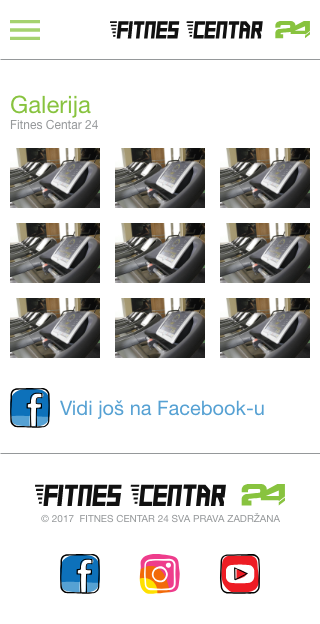 FITNES CENTAR 24
Galerija
Fitnes Centar 24
Vidi još na Facebook-u
FITNES CENTAR 24
© 2017 FITNES CENTAR 24 SVA PRAVA ZADRŽANA